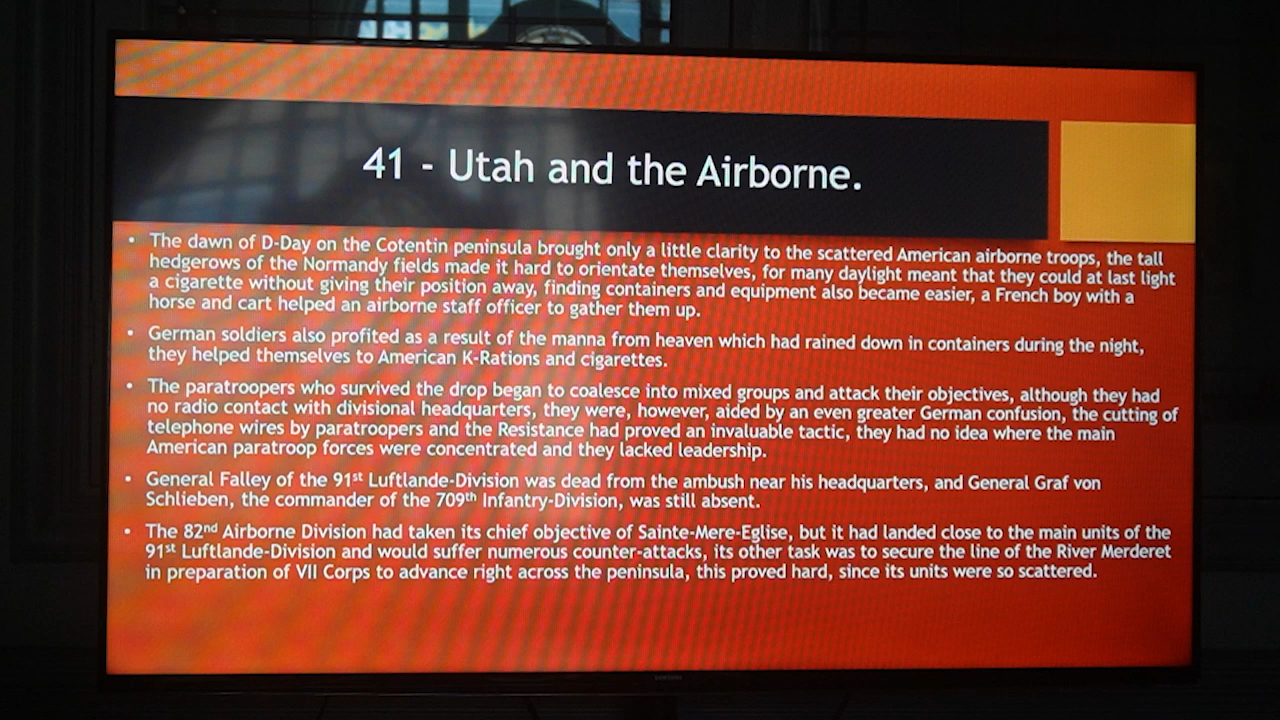 41 - Utah and the Airborne.
• The dawn of D-Day on the Cotentin peninsula brought only a little clarity to the scattered American airborne troops, the tall
hedgerows of the Normandy fields made it hard to orientate themselves, for many daylight meant that they could at last light
a cigarette without giving their position away, finding containers and equipment also became easier, a French boy with a
horse and cart helped an airborne staff officer to gather them up.
• German soldiers also profited as a result of the manna from heaven which had rained down in containers during the night,
they helped themselves to American K-Rations and cigarettes.
• The paratroopers who survived the drop began to coalesce into mixed groups and attack their objectives, although they had
no radio contact with divisional headquarters, they were, however, aided by an even greater German confusion, the cutting of
telephone wires by paratroopers and the Resistance had proved an invaluable tactic, they had no idea where the main
American paratroop forces were concentrated and they lacked leadership.
• General Falley of the 91st Luftlande-Division was dead from the ambush near his headquarters, and General Graf von
Schlieben, the commander of the 709th Infantry-Division, was still absent.
• The 82nd Airborne Division had taken its chief objective of Sainte-Mere-Eglise, but it had landed close to the main units of the
91st Luftlande-Division and would suffer numerous counter-attacks, its other task was to secure the line of the River Merderet
in preparation of VII Corps to advance right across the peninsula, this proved hard, since its units were so scattered.
SAMSUNG